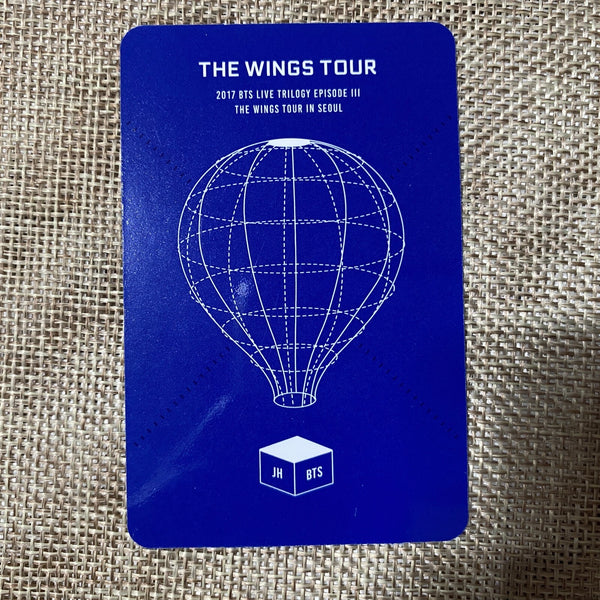 THE WINGS TOUR
2017 BTS LIVE TRILOGY EPISODE III
THE WINGS TOUR IN SEOUL
JH BTS